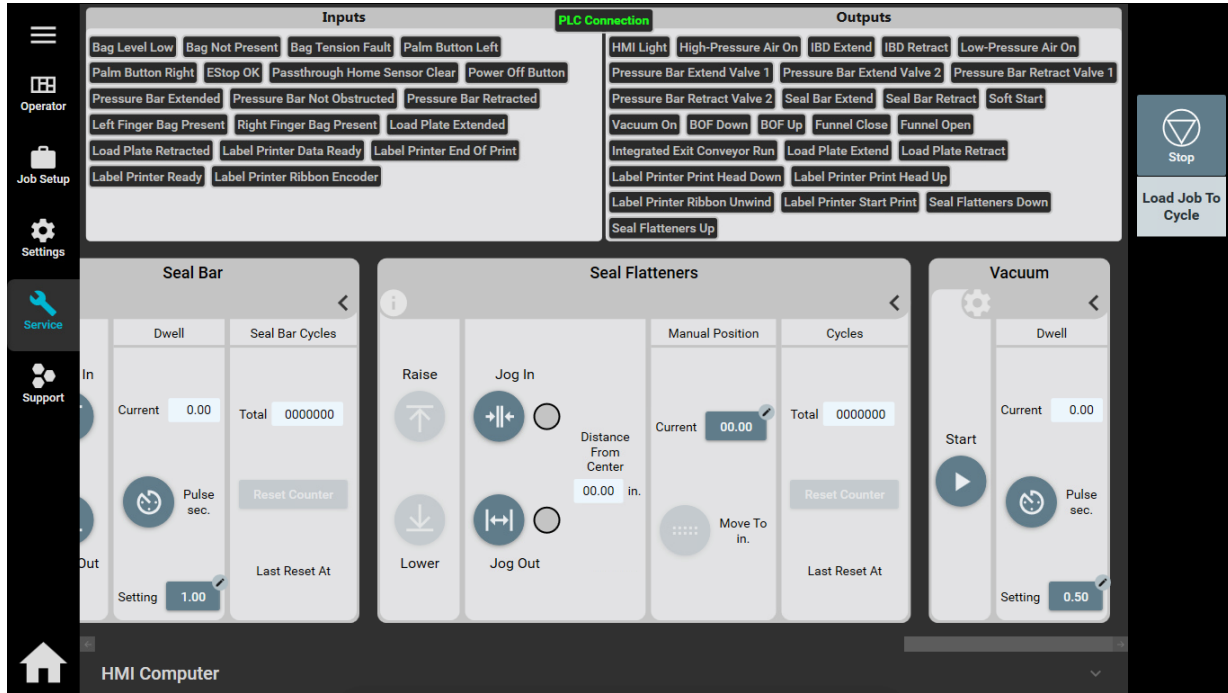 Inputs
PLC Connection
Outputs
Bag Level Low Bag Not Present Bag Tension Fault Palm Button Left
Palm Button Right EStop OK Passthrough Home Sensor Clear Power Off Button
Pressure Bar Extended Pressure Bar Not Obstructed Pressure Bar Retracted
Left Finger Bag Present Right Finger Bag Present Load Plate Extended
Load Plate Retracted Label Printer Data Ready Label Printer End Of Print
Label Printer Ready Label Printer Ribbon Encoder
HMI Light High-Pressure Air On IBD Extend IBD Retract Low-Pressure Air On
Pressure Bar Extend Valve 1 Pressure Bar Extend Valve 2 Pressure Bar Retract Valve 1
Pressure Bar Retract Valve 2 Seal Bar Extend Seal Bar Retract Soft Start
Vacuum On BOF Down BOF Up Funnel Close Funnel Open
Integrated Exit Conveyor Run Load Plate Extend Load Plate Retract
Label Printer Print Head Down Label Printer Print Head Up
Label Printer Ribbon Unwind Label Printer Start Print Seal Flatteners Down
Seal Flatteners Up
Operator
Job Setup
Settings
Service
Support
Stop
Load Job To
Cycle
Seal Bar
Dwell
Seal Bar Cycles
In
Current 0.00
Total 0000000
Pulse
sec.
Reset Counter
Out
Last Reset At
Setting 1.00
Seal Flatteners
i
Manual Position
Cycles
Raise
Jog In
Distance
From
Center
00.00 in.
Current 00.00
Total 0000000
Move To
in.
Reset Counter
Lower
Jog Out
Last Reset At
Vacuum
Dwell
Start
Current 0.00
Pulse
sec.
Setting 0.50
HMI Computer